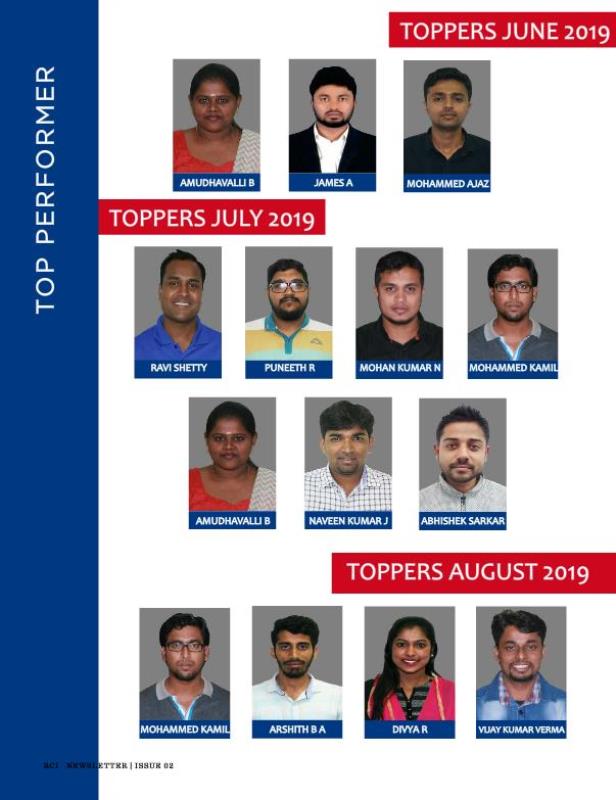 TOP PERFORMER
TOPPERS JUNE 2019
AMUDHAVALLI B
JAMES A
MOHAMMED AJAZ
TOPPERS JULY 2019
RAVI SHETTY
PUNEETH R
MOHAN KUMAR N
MOHAMMED KAMIL
AMUDHAVALLI B
NAVEEN KUMAR J
ABHISHEK SARKAR
TOPPERS AUGUST 2019
MOHAMMED KAMIL
ARSHITH B A
DIVYA R
VIJAY KUMAR VERMA
NEWSLETTER | ISSUE 02